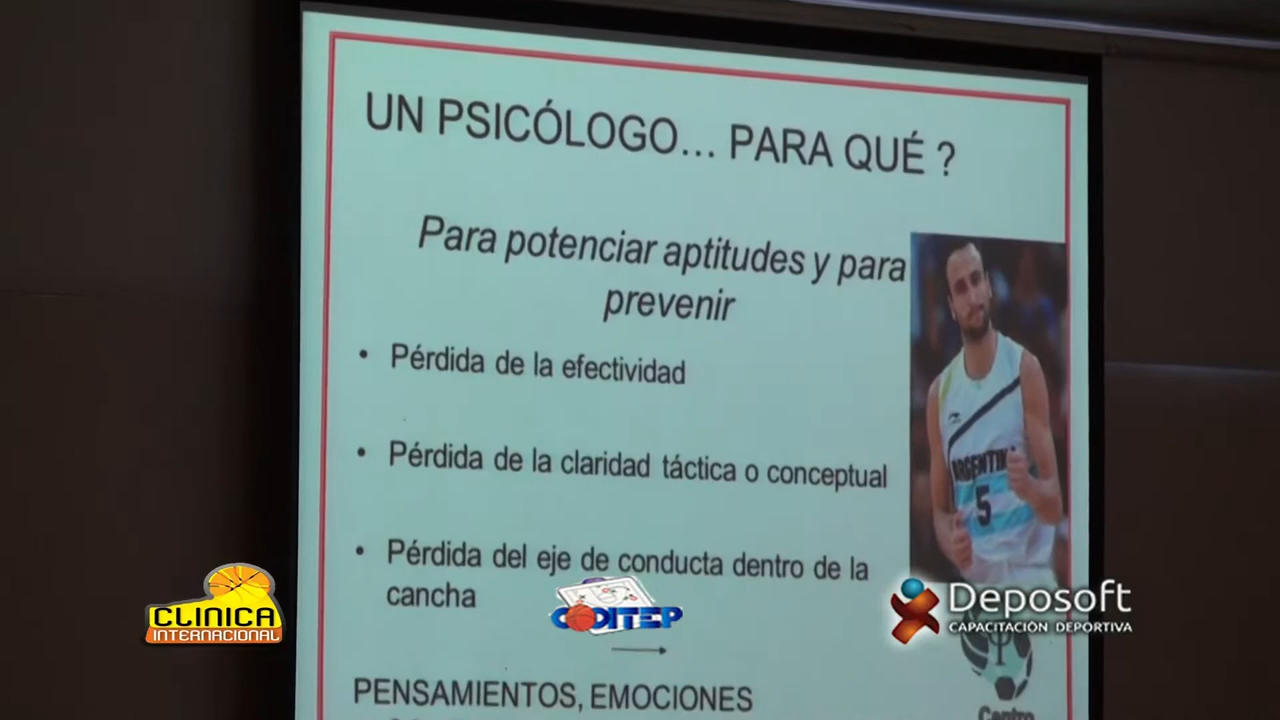 UN PSICÓLOGO... PARA QUÉ ?
Para potenciar aptitudes y para
prevenir
• Pérdida de la efectividad
• Pérdida de la claridad táctica o conceptual
• Pérdida del eje de conducta dentro de la
cancha
PENSAMIENTOS, EMOCIONES
ARGENTINA
5
CLINICA
INTERNACIONAL
CODITEP
Deposoft
CAPACITACIÓN DEPORTIVA
Centro